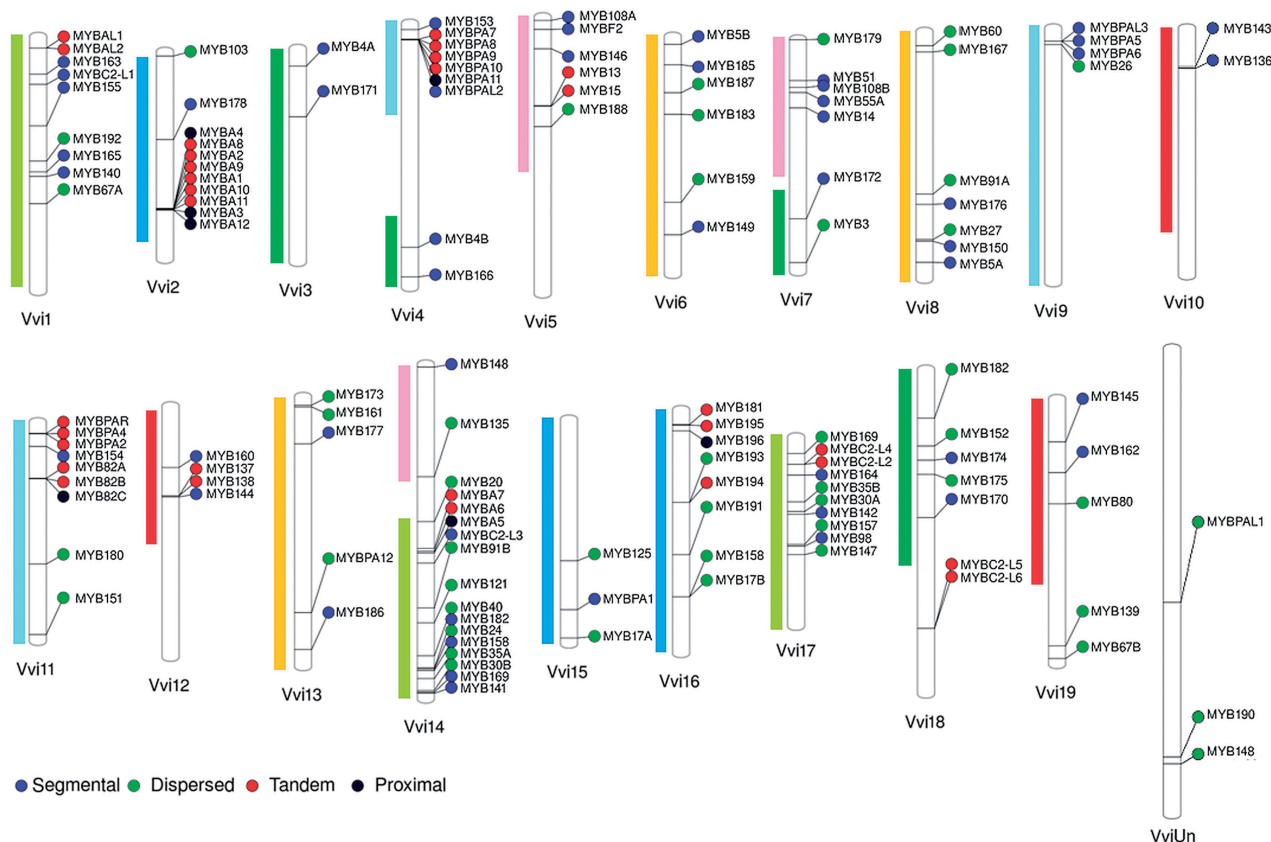 MYBAL1
MYBAL2
MYB163
MYBC2-L1
MYB155
MYB192
MYB165
MYB140
MYB67A
Vvi1
MYB103
MYB178
MYBA4
MYBA8
MYBA2
MYBA9
MYBA1
MYBA10
MYBA11
MYBA3
MYBA12
Vvi2
MYB4A
MYB171
Vvi3
MYB153
MYBPA7
MYBPA8
MYBPA9
MYBPA10
MYBPA11
MYBPAL2
MYB4B
MYB166
Vvi4
MYB108A
MYBF2
MYB146
MYB13
MYB15
MYB188
Vvi5
MYB5B
MYB185
MYB187
MYB183
MYB159
MYB149
Vvi6
MYB179
MYB51
MYB108B
MYB55A
MYB14
MYB172
MYB3
Vvi7
MYB60
MYB167
MYB91A
MYB176
MYB27
MYB150
MYB5A
Vvi8
MYBPAL3
MYBPA5
MYBPA6
MYB26
Vvi9
MYB143
MYB136
Vvi10
MYBPAR
MYBPA4
MYBPA2
MYB154
MYB82A
MYB82B
MYB82C
MYB180
MYB151
Vvi11
MYB160
MYB137
MYB138
MYB144
Vvi12
MYB173
MYB161
MYB177
MYBPA12
MYB186
Vvi13
MYB148
MYB135
MYB20
MYBA7
MYBA6
MYBA5
MYBC2-L3
MYB91B
MYB121
MYB40
MYB182
MYB24
MYB158
MYB35A
MYB30B
MYB169
MYB141
Vvi14
MYB125
MYBPA1
MYB17A
Vvi15
MYB181
MYB195
MYB196
MYB193
MYB194
MYB191
MYB158
MYB17B
Vvi16
MYB169
MYBC2-L4
MYBC2-L2
MYB164
MYB35B
MYB30A
MYB142
MYB157
MYB98
MYB147
Vvi17
MYB182
MYB152
MYB174
MYB175
MYB170
MYBC2-L5
MYBC2-L6
Vvi18
MYB145
MYB162
MYB80
MYB139
MYB67B
Vvi19
MYBPAL1
MYB190
MYB148
VviUn
Segmental Dispersed Tandem Proximal